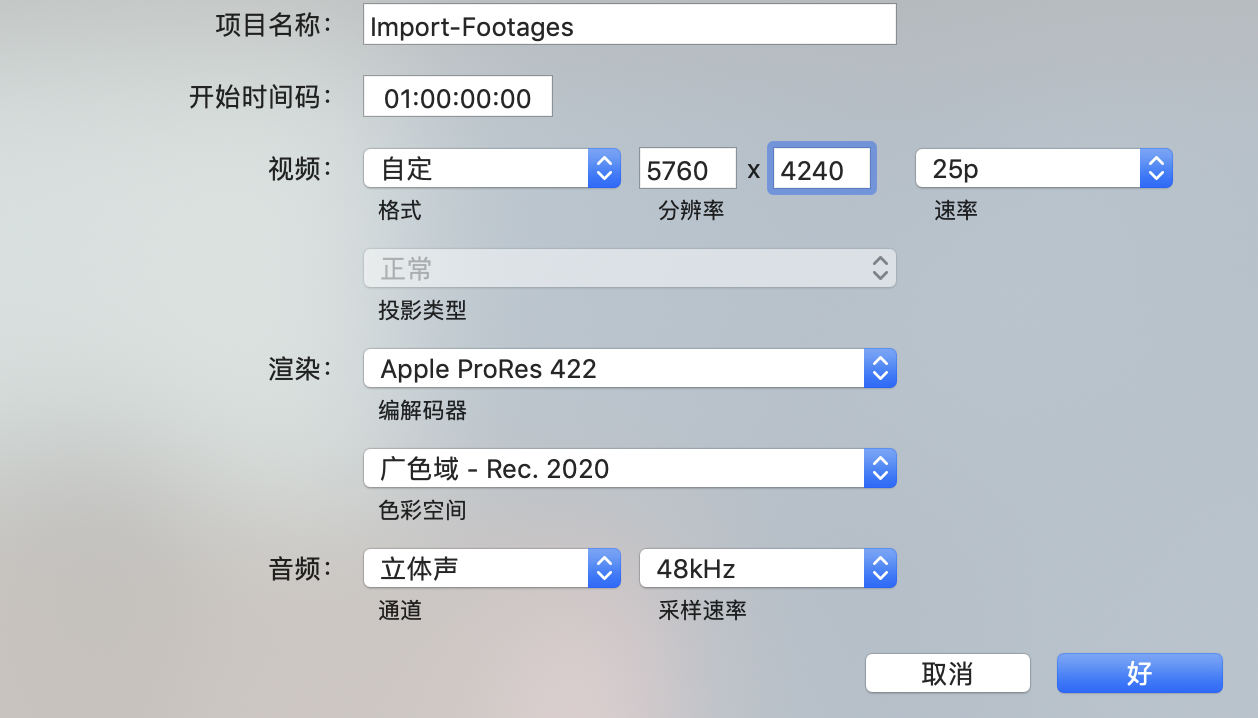 项目名称： Import-Footages
开始时间码： 01:00:00:00
视频： 自定 5760 x 4240 25p
格式 分辨率 速率
正常
投影类型
渲染： Apple ProRes 422
编解码器
广色域 - Rec. 2020
色彩空间
音频： 立体声 48kHz
通道 采样速率
取消 好